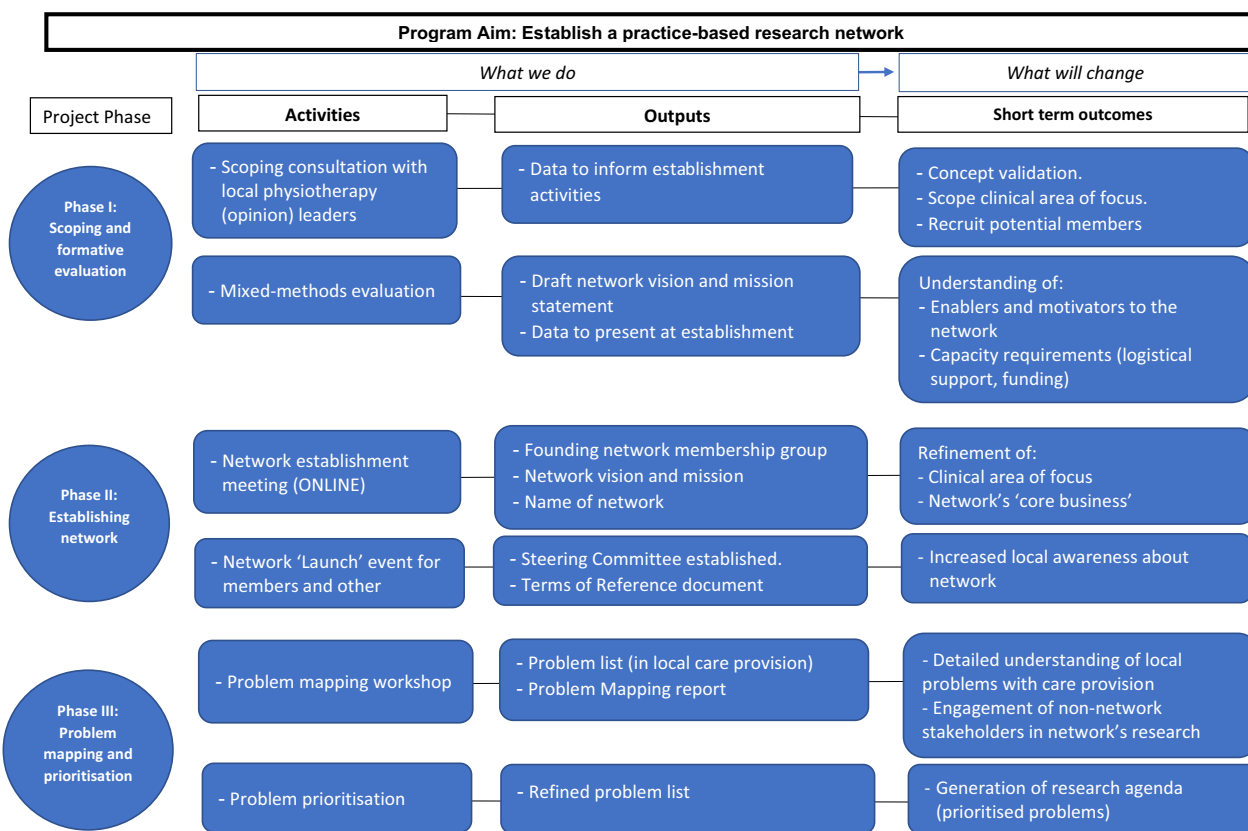 Program Aim: Establish a practice-based research network
What we do
What will change
Project Phase
Activities
Outputs
Short term outcomes
Phase I:
Scoping and
formative
evaluation
- Scoping consultation with
local physiotherapy
(opinion) leaders
- Data to inform establishment
activities
- Concept validation.
- Scope clinical area of focus.
- Recruit potential members
- Mixed-methods evaluation
- Draft network vision and mission
statement
- Data to present at establishment
Understanding of:
- Enablers and motivators to the
network
- Capacity requirements (logistical
support, funding)
Phase II:
Establishing
network
- Network establishment
meeting (ONLINE)
- Founding network membership group
- Network vision and mission
- Name of network
Refinement of:
- Clinical area of focus
- Network's 'core business'
- Network 'Launch' event for
members and other
- Steering Committee established.
- Terms of Reference document
- Increased local awareness about
network
Phase III:
Problem
mapping and
prioritisation
- Problem mapping workshop
- Problem list (in local care provision)
- Problem Mapping report
- Detailed understanding of local
problems with care provision
- Engagement of non-network
stakeholders in network's research
- Problem prioritisation
- Refined problem list
- Generation of research agenda
(prioritised problems)